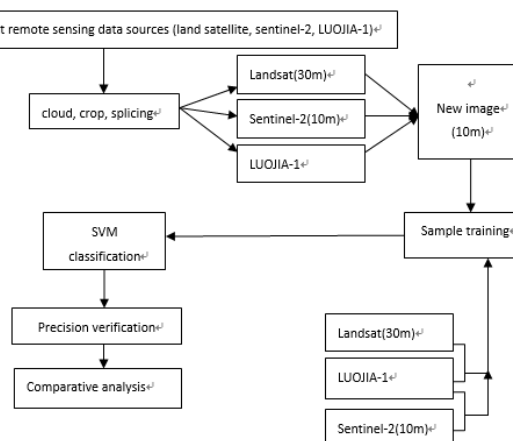 t remote sensing data sources (land satellite, sentinel-2, LUOJIA-1)
cloud, crop, splicing
Landsat(30m)
Sentinel-2(10m)
LUOJIA-1
New image
(10m)
Sample training
SVM
classification
Precision verification
Comparative analysis
Landsat(30m)
LUOJIA-1
Sentinel-2(10m)